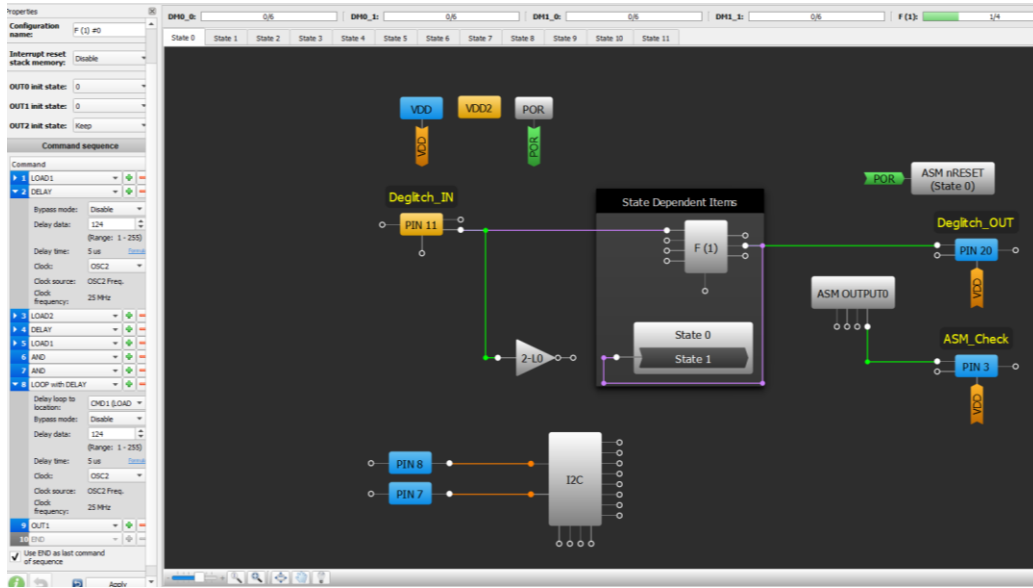 Properties
Configuration name: F (1) #0
Interrupt reset stack memory: Disable
OUT0 init state: 0
OUT1 init state: 0
OUT2 init state: Keep
Command sequence
Command
1 LOAD1
2 DELAY
Bypass mode: Disable
Delay data: 124
(Range: 1 - 255)
Delay time: 5 us
Clock: OSC2
Clock source: OSC2 Freq.
Clock frequency: 25 MHz
3 LOAD2
4 DELAY
5 LOAD1
6 AND
7 AND
8 LOOP with DELAY
Delay loop to location: CMD1 (LOAD
Bypass mode: Disable
Delay data: 124
(Range: 1 - 255)
Delay time: 5 us
Clock: OSC2
Clock source: OSC2 Freq.
Clock frequency: 25 MHz
9 OUT1
10 END
Use END as last command of sequence
Apply
DM0_0: 0/6 DM0_1: 0/6 DM1_0: 0/6 DM1_1: 0/6 F (1): 1/4
State 0 State 1 State 2 State 3 State 4 State 5 State 6 State 7 State 8 State 9 State 10 State 11
VDD VDD2 POR
VDD POR
POR ASM nRESET
(State 0)
Deglitch_IN
PIN 11
State Dependent Items
F (1)
Deglitch_OUT
PIN 20
VDD
ASM OUTPUT0
State 0
State 1
2-L0
ASM_Check
PIN 3
VDD
PIN 8
PIN 7
I2C